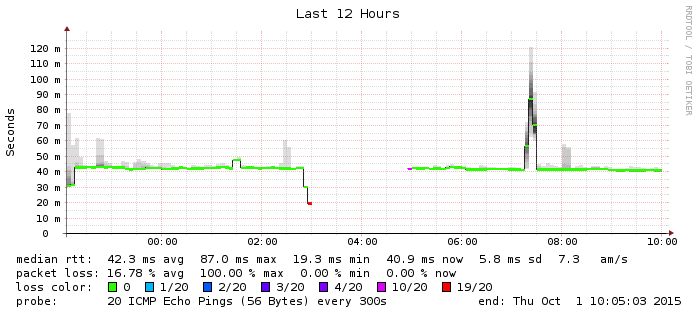 Last 12 Hours
RRDTOOL / TOBI OETIKER
Seconds
120 m
110 m
100 m
90 m
80 m
70 m
60 m
50 m
40 m
30 m
20 m
10 m
0
00:00 02:00 04:00 06:00 08:00 10:00
median rtt: 42.3 ms avg 87.0 ms max 19.3 ms min 40.9 ms now 5.8 ms sd 7.3 am/s
packet loss: 16.78 % avg 100.00 % max 0.00 % min 0.00 % now
loss color: 0 1/20 2/20 3/20 4/20 10/20 19/20
probe: 20 ICMP Echo Pings (56 Bytes) every 300s end: Thu Oct 1 10:05:03 2015